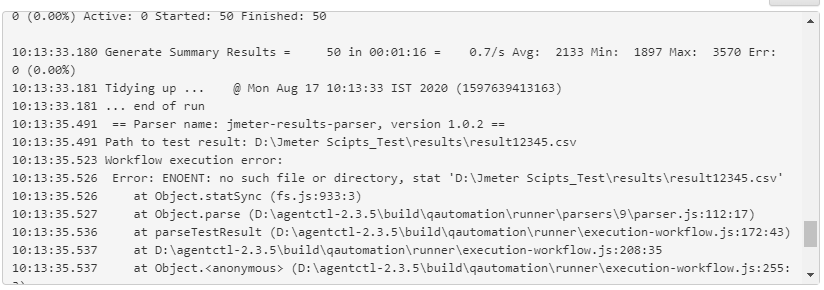 0 (0.00%) Active: 0 Started: 50 Finished: 50
10:13:33.180 Generate Summary Results =     50 in 00:01:16 =    0.7/s Avg:  2133 Min:  1897 Max:  3570 Err:
0 (0.00%)
10:13:33.181 Tidying up ...    @ Mon Aug 17 10:13:33 IST 2020 (1597639413163)
10:13:33.181 ... end of run
10:13:35.491  == Parser name: jmeter-results-parser, version 1.0.2 ==
10:13:35.491 Path to test result: D:\Jmeter Scipts_Test\results\result12345.csv
10:13:35.523 Workflow execution error:
10:13:35.526  Error: ENOENT: no such file or directory, stat 'D:\Jmeter Scipts_Test\results\result12345.csv'
10:13:35.526     at Object.statSync (fs.js:933:3)
10:13:35.527     at Object.parse (D:\agentctl-2.3.5\build\qautomation\runner\parsers\9\parser.js:112:17)
10:13:35.536     at parseTestResult (D:\agentctl-2.3.5\build\qautomation\runner\execution-workflow.js:172:43)
10:13:35.537     at D:\agentctl-2.3.5\build\qautomation\runner\execution-workflow.js:208:35
10:13:35.537     at Object.<anonymous> (D:\agentctl-2.3.5\build\qautomation\runner\execution-workflow.js:255: